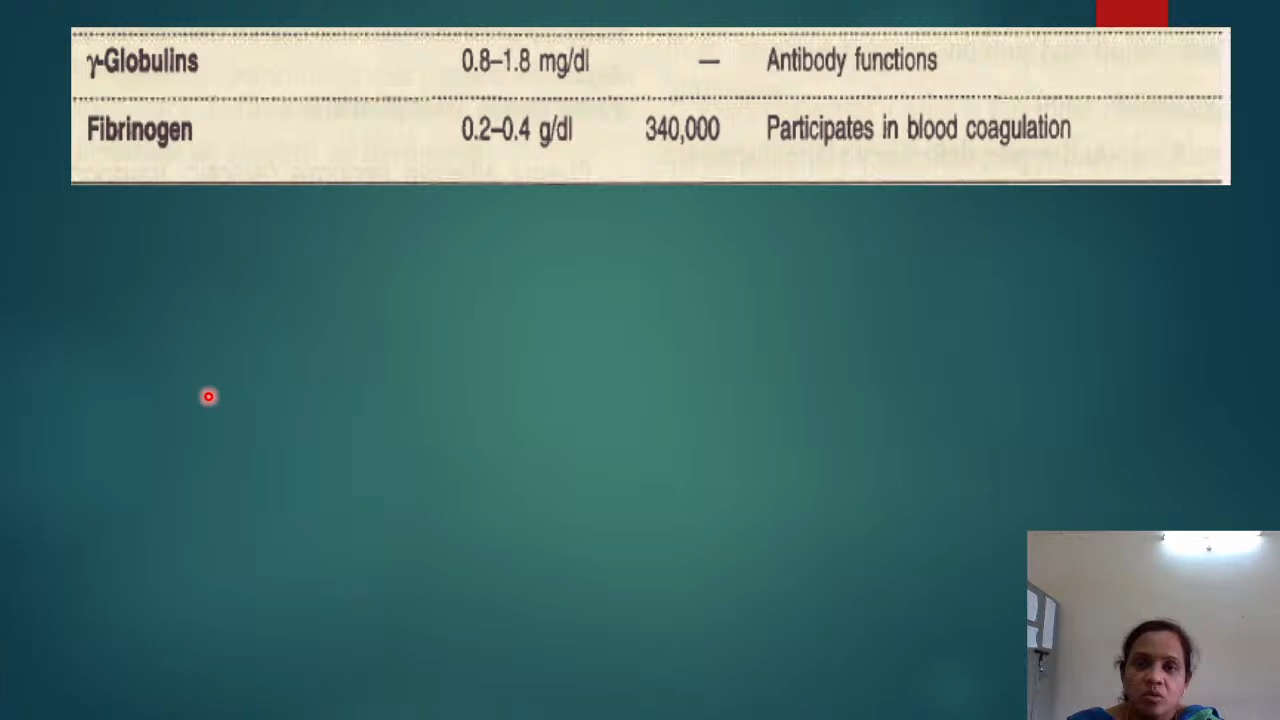 γ-Globulins 0.8–1.8 mg/dl — Antibody functions
Fibrinogen 0.2–0.4 g/dl 340,000 Participates in blood coagulation